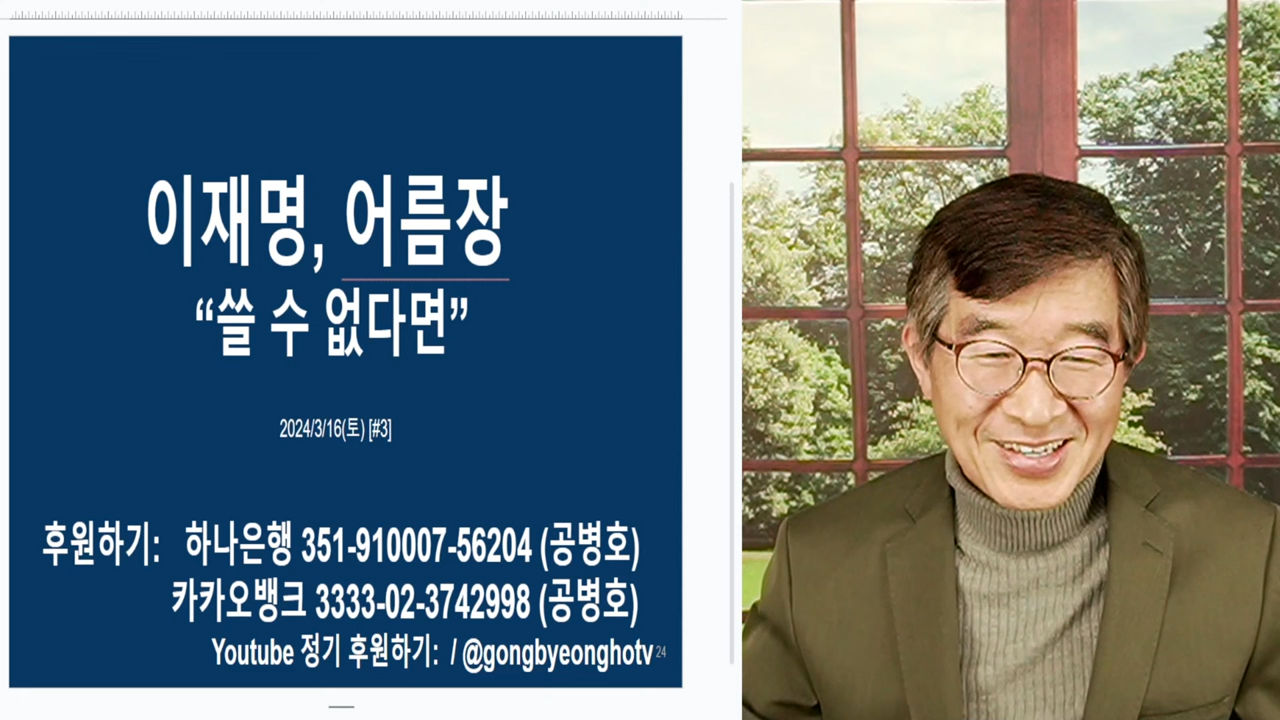 이재명, 어름장
“쓸 수 없다면”
2024/3/16(토) [#3]
후원하기: 하나은행 351-910007-56204 (공병호)
카카오뱅크 3333-02-3742998 (공병호)
Youtube 정기 후원하기: / @gongbyeonghotv
24